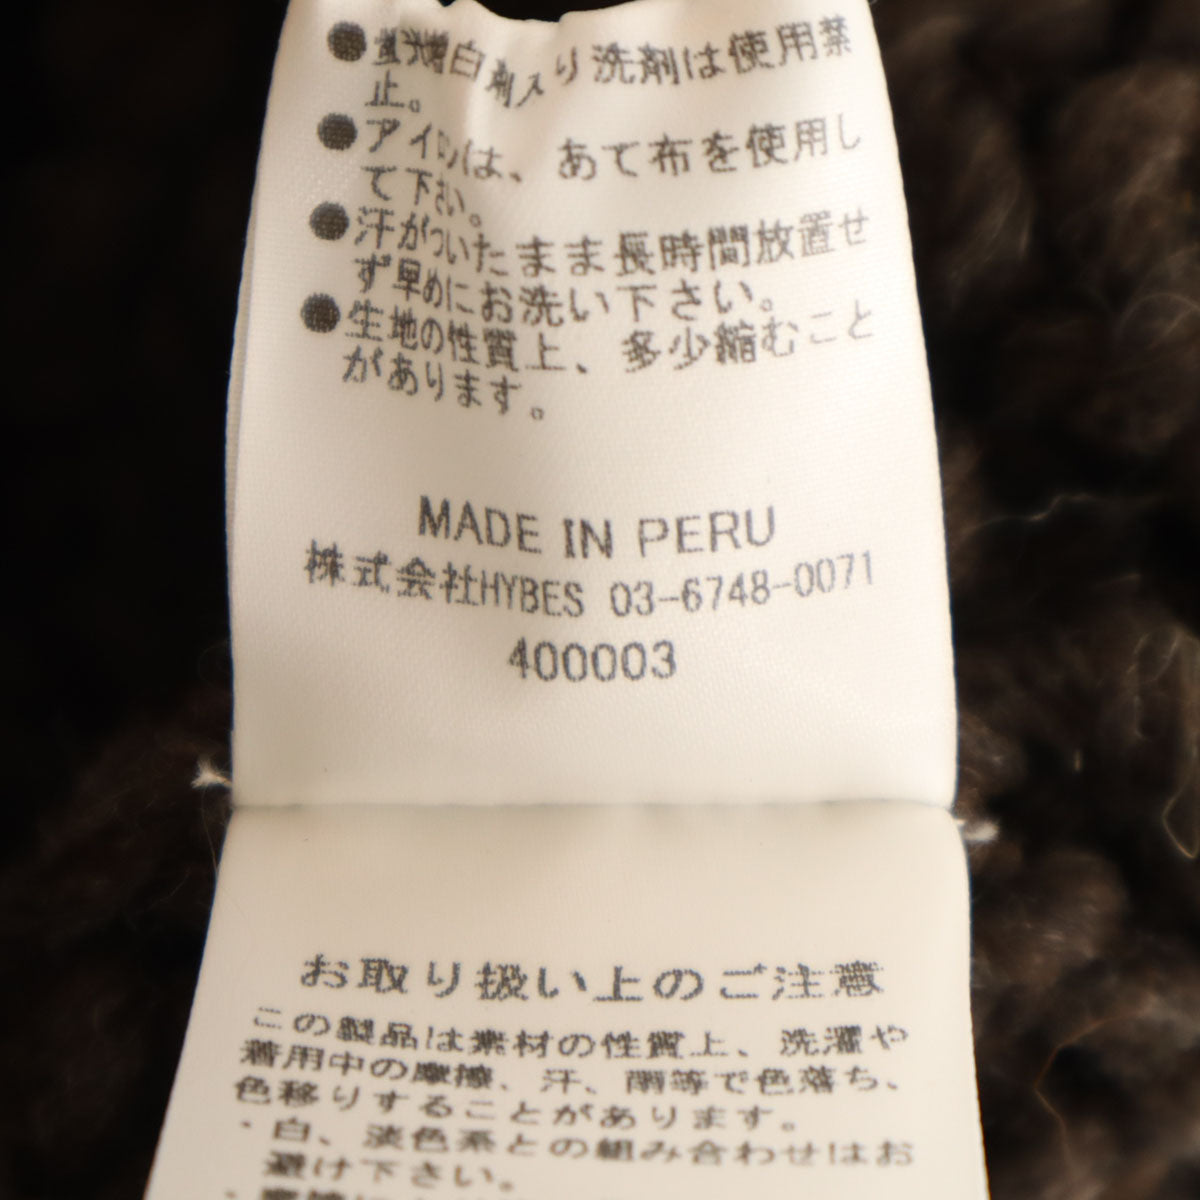 ●蛍光増白剤入り洗剤は使用禁
止。
●アイロンは、あて布を使用し
て下さい。
●汗がついたまま長時間放置せ
ず早めにお洗い下さい。
●生地の性質上、多少縮むこと
があります。
MADE IN PERU
株式会社HYBES 03-6748-0071
400003
お取り扱い上のご注意
この製品は素材の性質上、洗濯や
着用中の摩擦、汗、雨等で色落ち、
色移りすることがあります。
・白、淡色系との組み合わせはお
避け下さい。